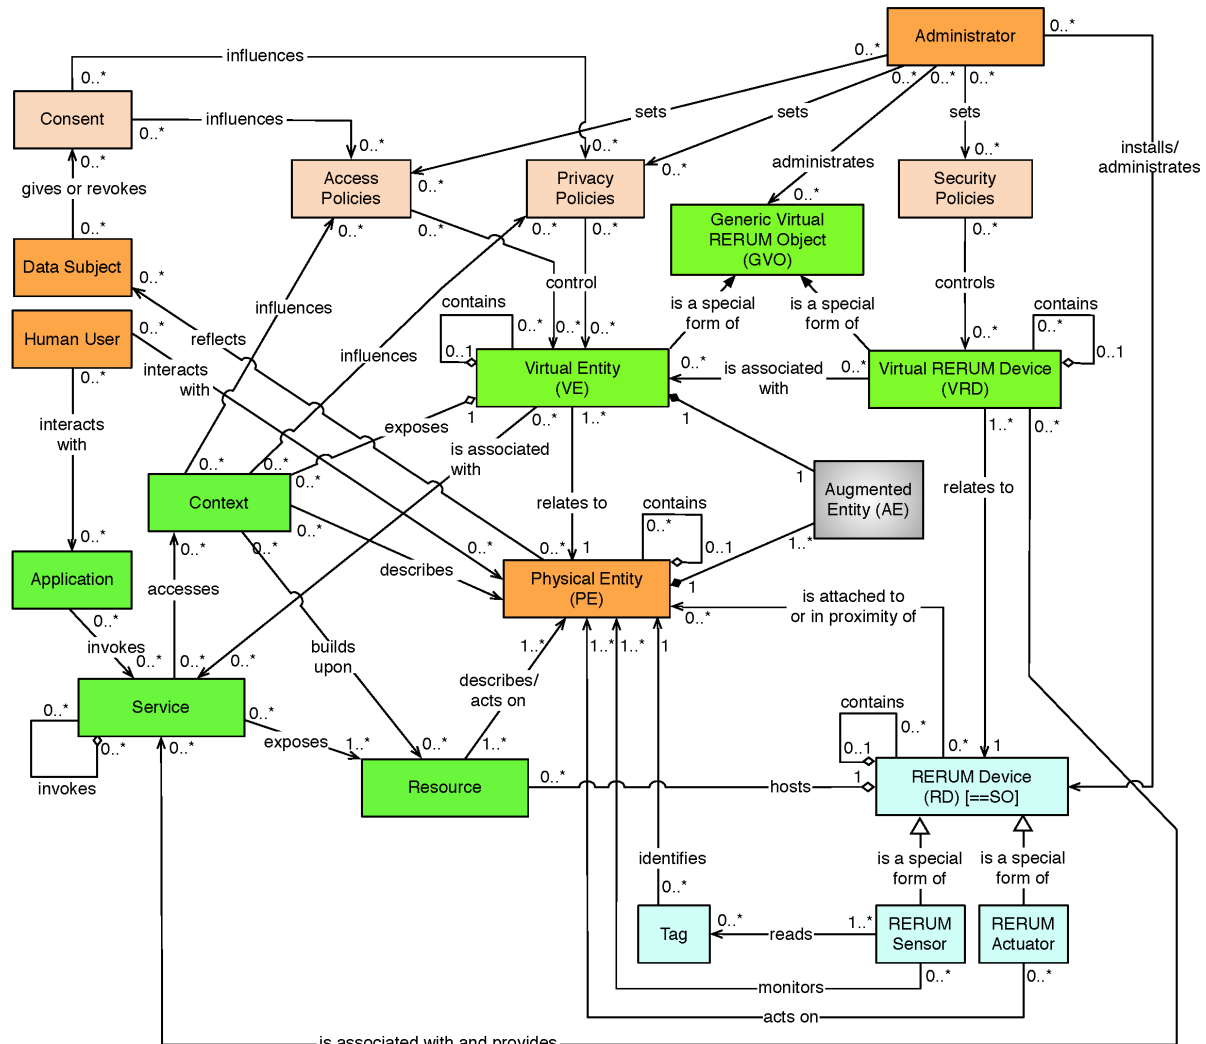 influences
0..*
Administrator
0..*
0..*
0..*
0..*
0..*
Consent
0..*
influences
sets
sets
sets
0..*
0..*
0..*
installs/
administrates
0..*
gives or revokes
administrates
Access
Policies
0..*
Privacy
Policies
0..*
Security
Policies
0..*
0..*
0..*
0..*
0..*
0..*
0..*
Generic Virtual
RERUM Object
(GVO)
Data Subject
0..*
control
controls
contains
is a special
form of
is a special
form of
contains
influences
Human User
0..*
reflects
0..*
0..*
0..*
0..*
0..*
0..1
0..1
interacts
with
influences
Virtual Entity
(VE)
0..*
is associated
with
0..*
Virtual RERUM Device
(VRD)
0..*
interacts
with
exposes
1
0..*
1..*
1
1..*
0..*
is associated
with
0..*
0..*
0..*
1
Context
0..*
relates to
contains
0..*
Augmented
Entity (AE)
relates to
0..*
0..*
0..*
0..*
0..*
1
0..1
1..*
Application
accesses
describes
Physical Entity
(PE)
1
is attached to
or in proximity of
0..*
0..*
invoks
0..*
0..*
0..*
builds
upon
1..*
1..*
1..*
1
Service
0..*
0..*
describes/
acts on
contains
0..*
0..1
0..*
0..*
exposes
1..*
0..*
1..*
0.*
1
invokes
Resource
0..*
hosts
1
RERUM Device
(RD) [==SO]
identifies
is a special
form of
is a special
form of
0..*
Tag
0..*
reads
1..*
RERUM
Sensor
RERUM
Actuator
0..*
0..*
monitors
acts on
is associated with and provides